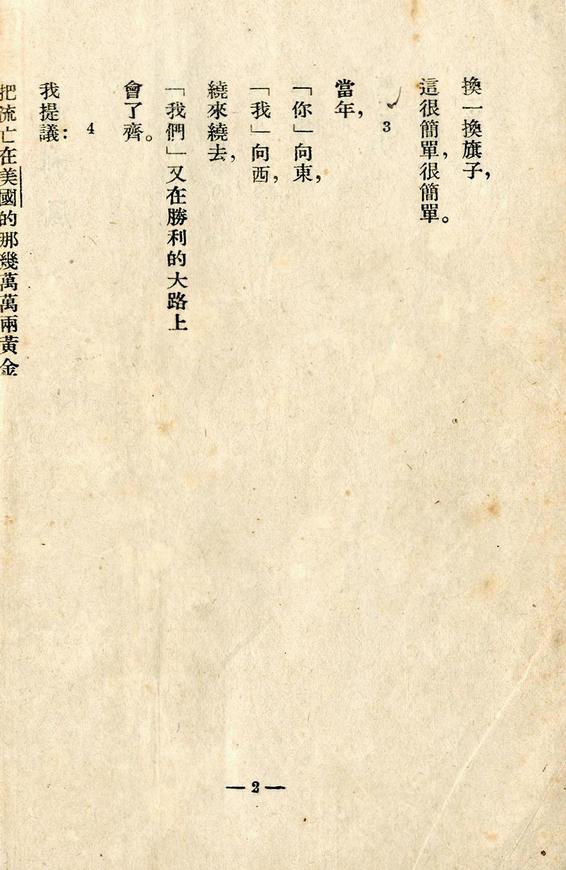 換一換旗子，
這很簡單，很簡單。
3
當年，
「你」向東，
「我」向西，
繞來繞去，
「我們」又在勝利的大路上
會了齊。
4
我提議：
把流亡在美國的那幾萬萬兩黃金
— 2 —